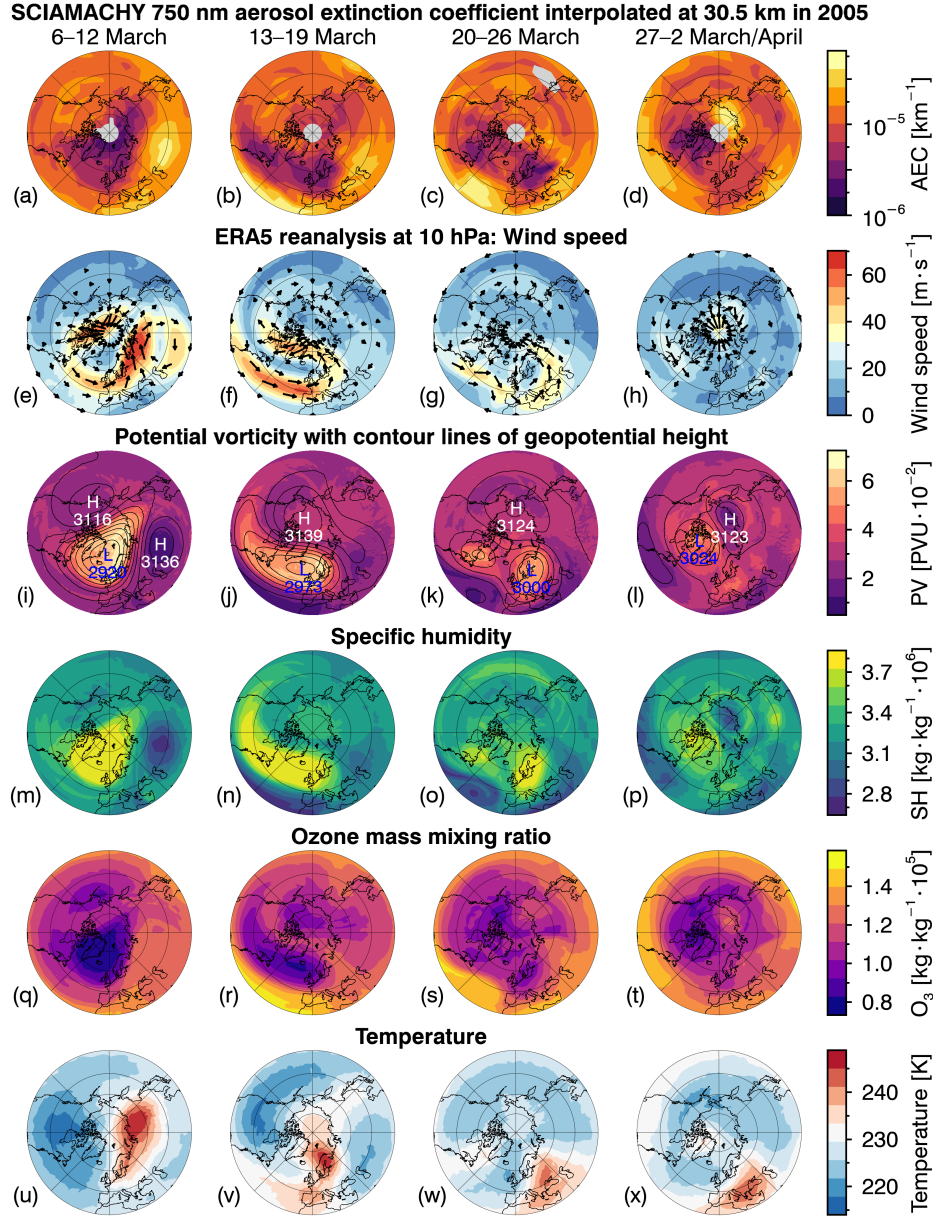 SCIAMACHY 750 nm aerosol extinction coefficient interpolated at 30.5 km in 2005
6–12 March 13–19 March 20–26 March 27–2 March/April
(a) (b) (c) (d)
10⁻⁵
10⁻⁶
AEC [km⁻¹]
ERA5 reanalysis at 10 hPa: Wind speed
(e) (f) (g) (h)
60
40
20
0
Wind speed [m·s⁻¹]
Potential vorticity with contour lines of geopotential height
H
3116
H
3136
L
2920
(i)
H
3139
L
2973
(j)
H
3124
L
3000
(k)
H
3123
L
3024
(l)
6
4
2
PV [PVU·10⁻²]
Specific humidity
(m) (n) (o) (p)
3.7
3.4
3.1
2.8
SH [kg·kg⁻¹·10⁶]
Ozone mass mixing ratio
(q) (r) (s) (t)
1.4
1.2
1.0
0.8
O₃ [kg·kg⁻¹·10⁵]
Temperature
(u) (v) (w) (x)
240
230
220
Temperature [K]